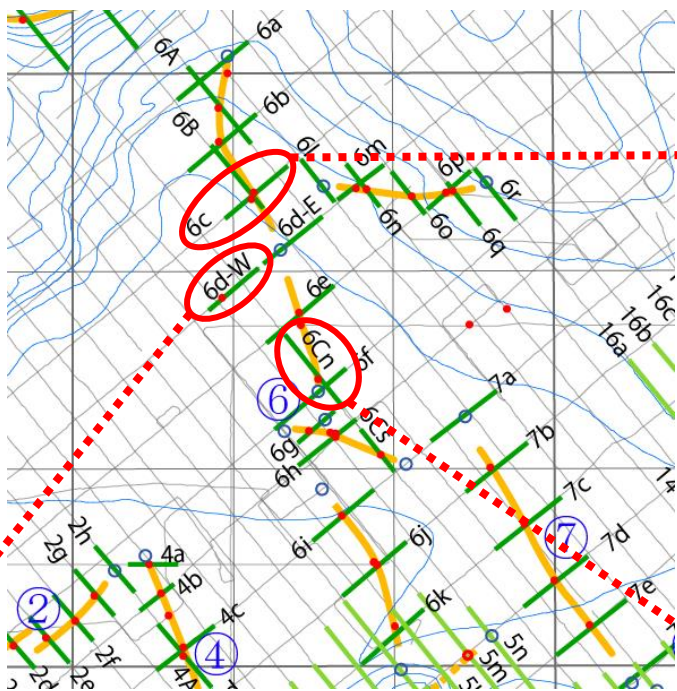 6a
6A
6b
6B
6l
6m
6p
6r
6c
6n
6o
6q
6d-E
6d-W
6e
16c
16b
16a
6Cn
6f
7a
⑥
6Cs
7b
6g
6h
14
7c
2h
6i
6j
7d
⑦
2g
4a
4b
7e
②
4c
6k
2f
④
5n
5m
2e
4A